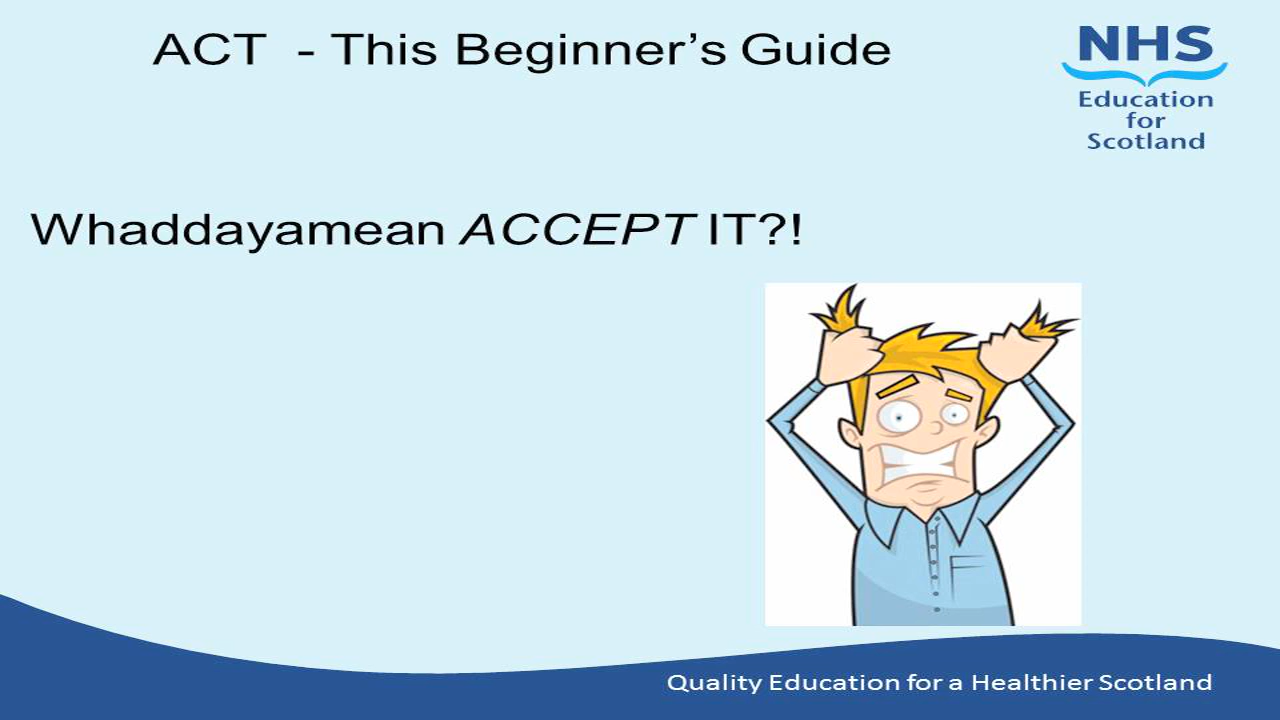 ACT  - This Beginner’s Guide
NHS
Education
for
Scotland
Whaddayamean ACCEPT IT?!
Quality Education for a Healthier Scotland